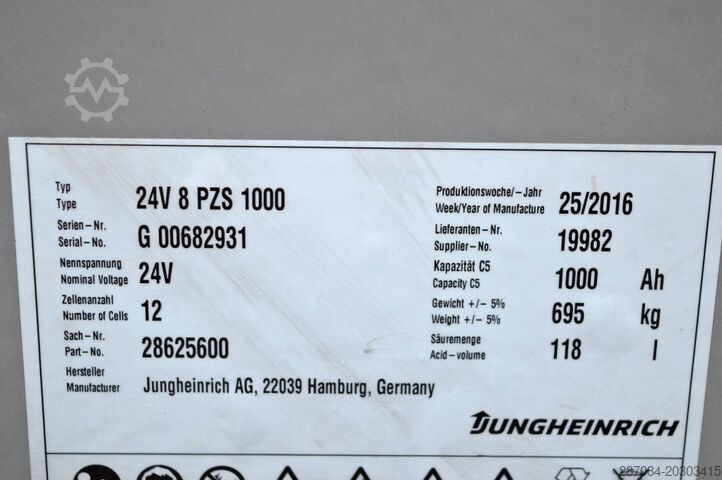 Typ
Type
24V 8 PZS 1000
Serien-Nr.
Serial-No.
G 00682931
Nennspannung
Nominal Voltage
24V
Zellenanzahl
Number of Cells
12
Sach-Nr.
Part-No.
28625600
Hersteller
Manufacturer
Jungheinrich AG, 22039 Hamburg, Germany
Produktionswoche/-Jahr
Week/Year of Manufacture
25/2016
Lieferanten-Nr.
Supplier-No.
19982
Kapazität C5
Capacity C5
1000 Ah
Gewicht +/- 5%
Weight +/- 5%
695 kg
Säuremenge
Acid-volume
118 l
JUNGHEINRICH
287084-20303415